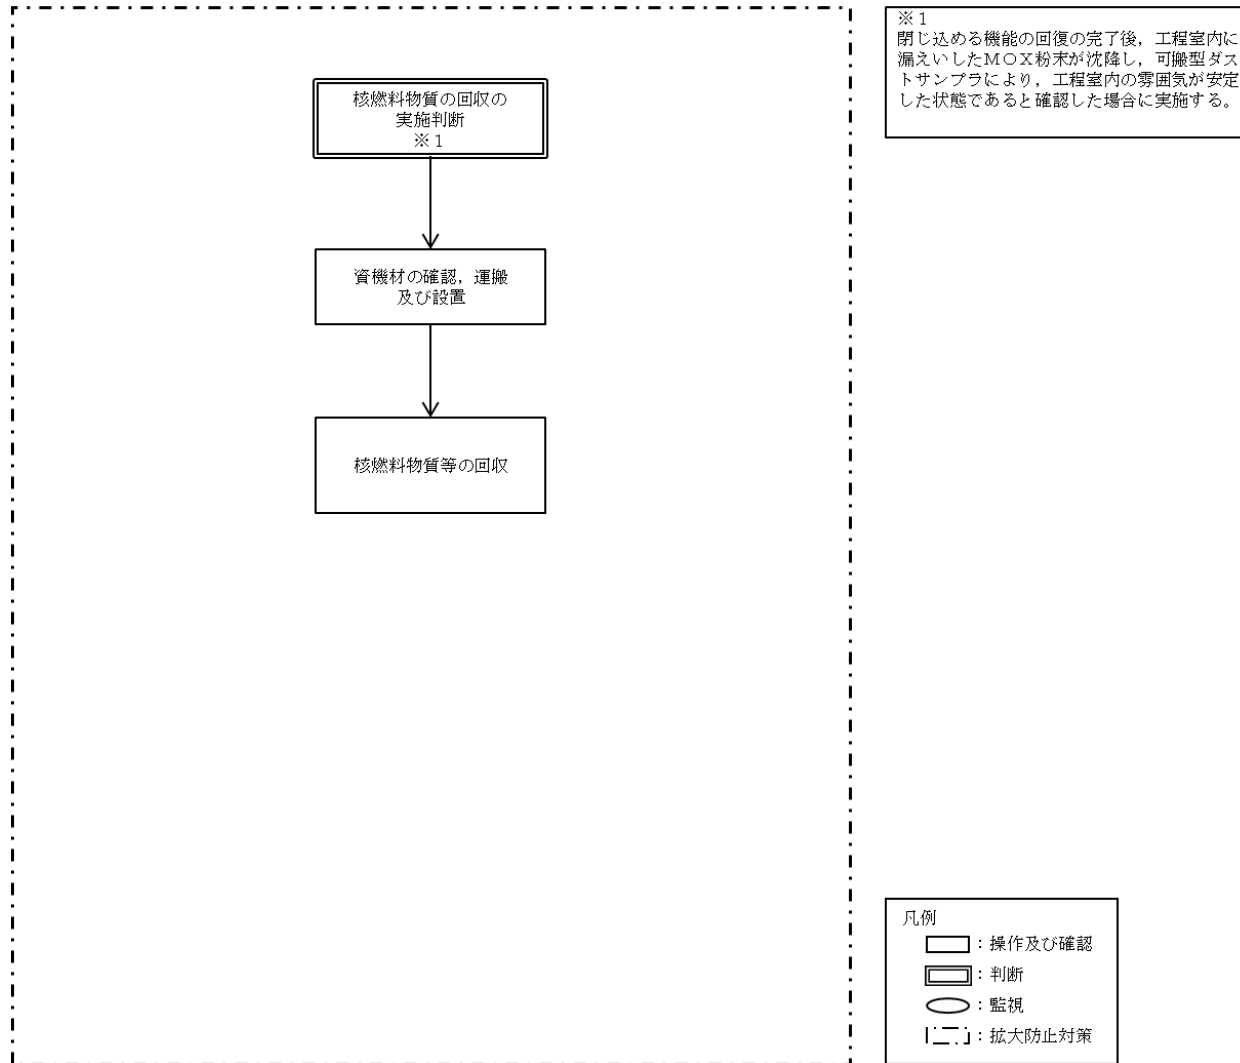 核燃料物質の回収の
実施判断
※１
資機材の確認，運搬
及び設置
核燃料物質等の回収
※１
閉じ込める機能の回復の完了後，工程室内に
漏えいしたＭＯＸ粉末が沈降し，可搬型ダス
トサンプラにより，工程室内の雰囲気が安定
した状態であると確認した場合に実施する。
凡例
：操作及び確認
：判断
：監視
：拡大防止対策